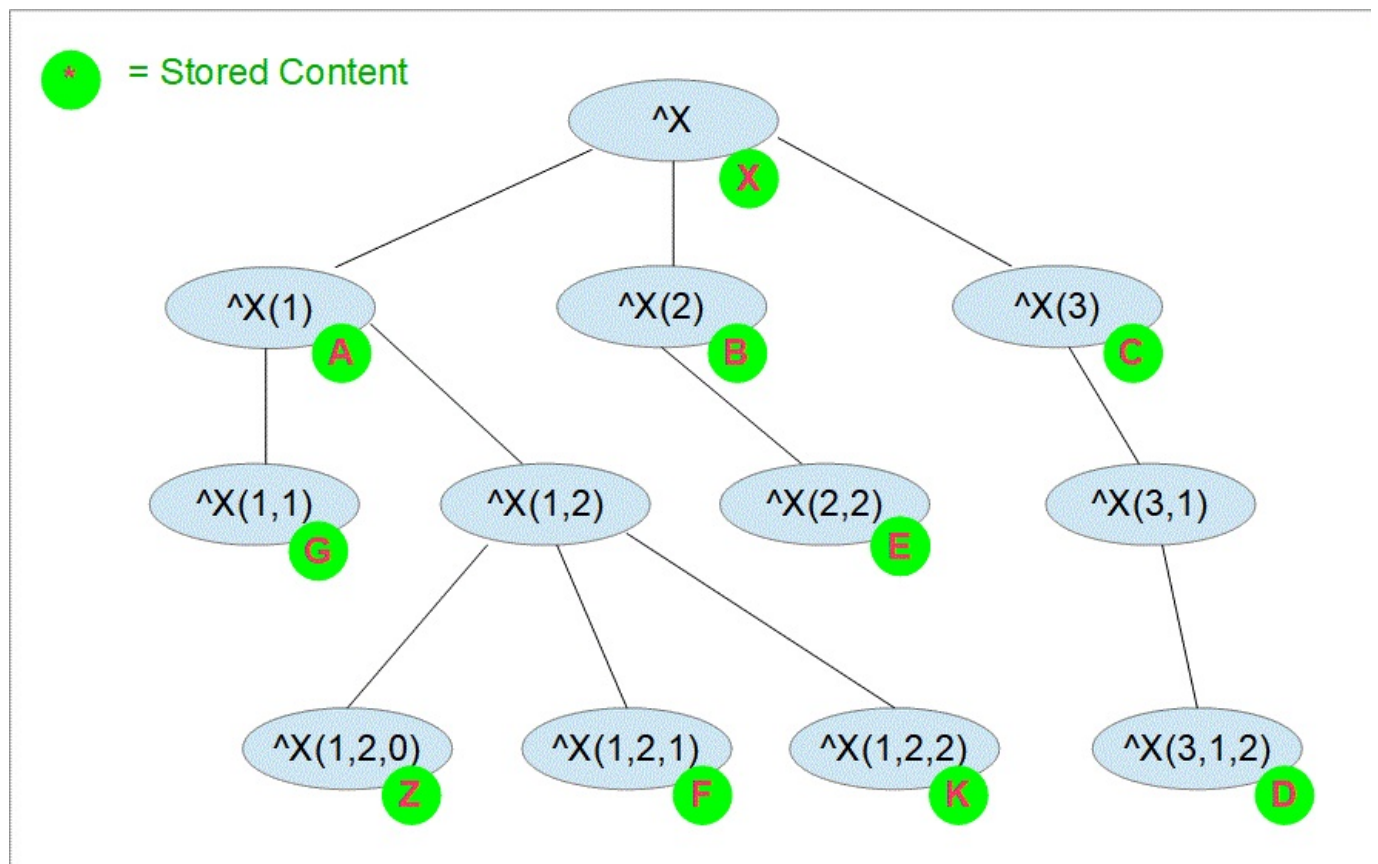 * = Stored Content
^X
X
^X(1) ^X(2) ^X(3)
A B C
^X(1,1) ^X(1,2) ^X(2,2) ^X(3,1)
G E
^X(1,2,0) ^X(1,2,1) ^X(1,2,2) ^X(3,1,2)
Z F K D